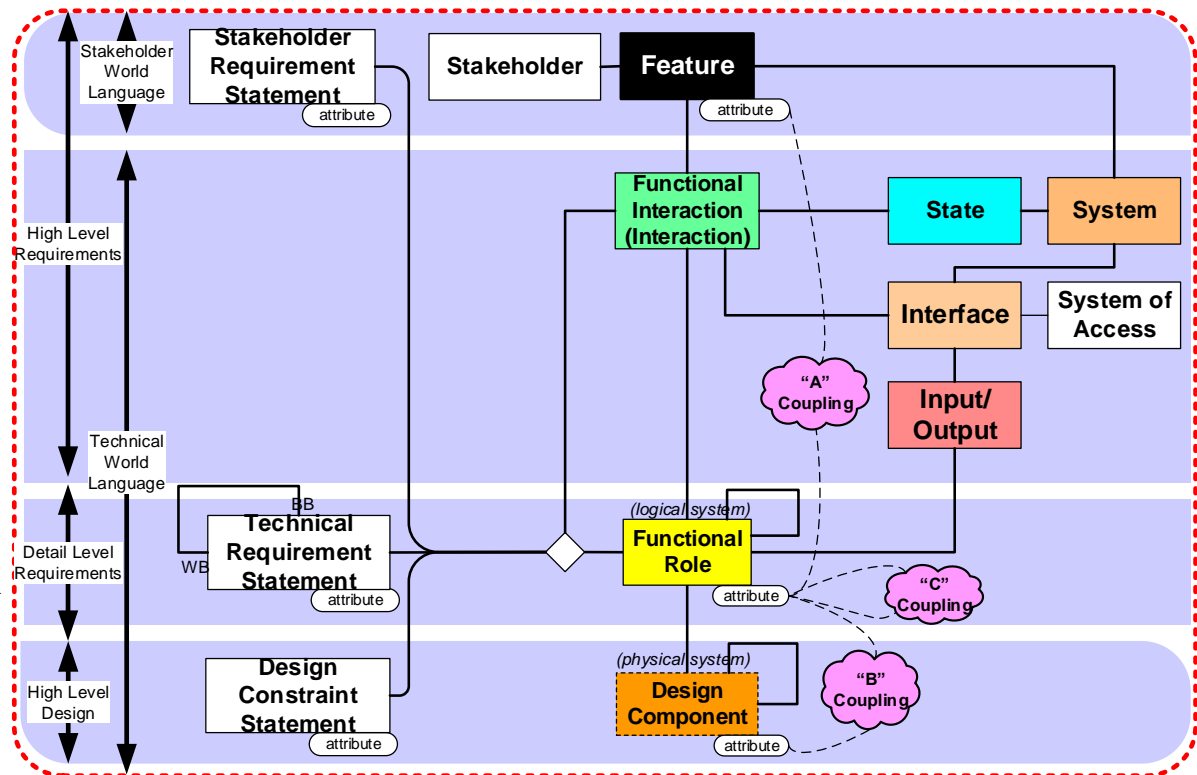 Stakeholder
World
Language
Stakeholder
Requirement
Statement
attribute
Stakeholder
Feature
attribute
High Level
Requirements
Functional
Interaction
(Interaction)
State
System
Interface
System of
Access
“A”
Coupling
Input/
Output
Technical
World
Language
Detail Level
Requirements
BB
WB
Technical
Requirement
Statement
attribute
(logical system)
Functional
Role
attribute
“C”
Coupling
High Level
Design
Design
Constraint
Statement
attribute
(physical system)
Design
Component
attribute
“B”
Coupling